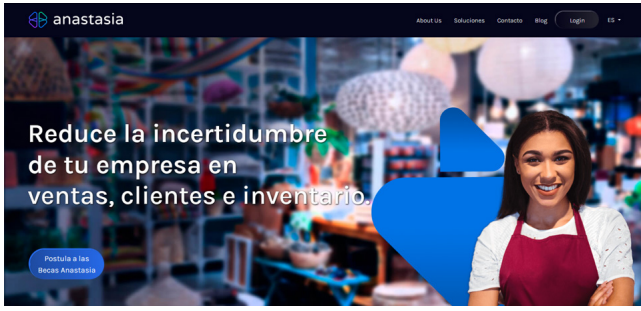 anastasia
About Us Soluciones Contacto Blog Login ES
Reduce la incertidumbre
de tu empresa en
ventas, clientes e inventario.
Postula a las
Becas Anastasia